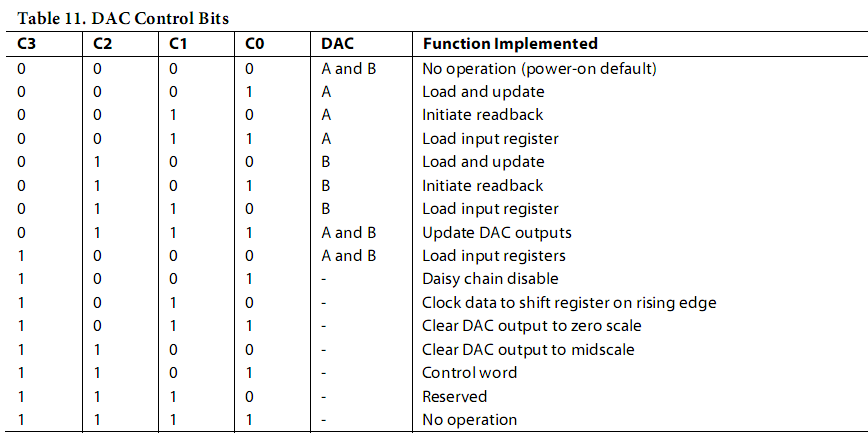 Table 11. DAC Control Bits
C3 C2 C1 C0 DAC Function Implemented
0 0 0 0 A and B No operation (power-on default)
0 0 0 1 A Load and update
0 0 1 0 A Initiate readback
0 0 1 1 A Load input register
0 1 0 0 B Load and update
0 1 0 1 B Initiate readback
0 1 1 0 B Load input register
0 1 1 1 A and B Update DAC outputs
1 0 0 0 A and B Load input registers
1 0 0 1 - Daisy chain disable
1 0 1 0 - Clock data to shift register on rising edge
1 0 1 1 - Clear DAC output to zero scale
1 1 0 0 - Clear DAC output to midscale
1 1 0 1 - Control word
1 1 1 0 - Reserved
1 1 1 1 - No operation